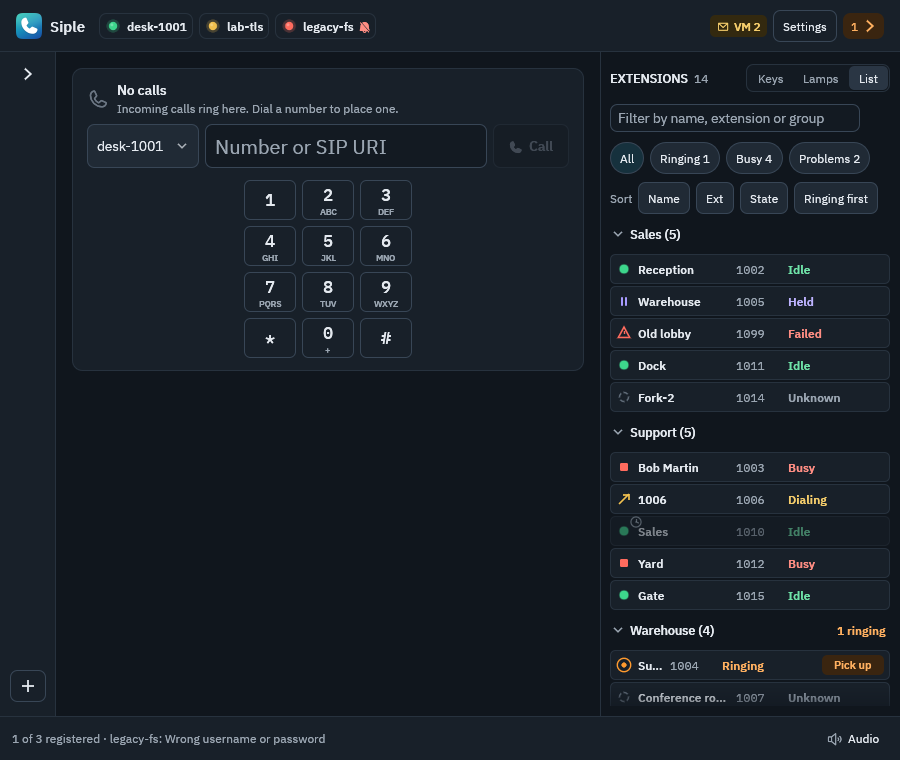 Siple
desk-1001
lab-tls
legacy-fs
VM 2
Settings
1
No calls
Incoming calls ring here. Dial a number to place one.
desk-1001
Number or SIP URI
Call
1
2
ABC
3
DEF
4
GHI
5
JKL
6
MNO
7
PQRS
8
TUV
9
WXYZ
*
0
+
#
EXTENSIONS 14
Keys Lamps List
Filter by name, extension or group
All Ringing 1 Busy 4 Problems 2
Sort Name Ext State Ringing first
Sales (5)
Reception 1002 Idle
Warehouse 1005 Held
Old lobby 1099 Failed
Dock 1011 Idle
Fork-2 1014 Unknown
Support (5)
Bob Martin 1003 Busy
1006 1006 Dialing
Sales 1010 Idle
Yard 1012 Busy
Gate 1015 Idle
Warehouse (4) 1 ringing
Su... 1004 Ringing Pick up
Conference ro... 1007 Unknown
1 of 3 registered · legacy-fs: Wrong username or password
Audio